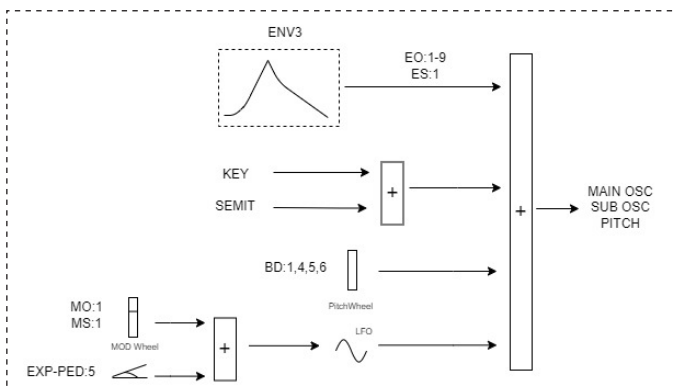 ENV3
EO:1-9
ES:1
KEY
SEMIT
+
+
MAIN OSC
SUB OSC
PITCH
BD:1,4,5,6
PitchWheel
MO:1
MS:1
MOD Wheel
LFO
+
EXP-PED:5